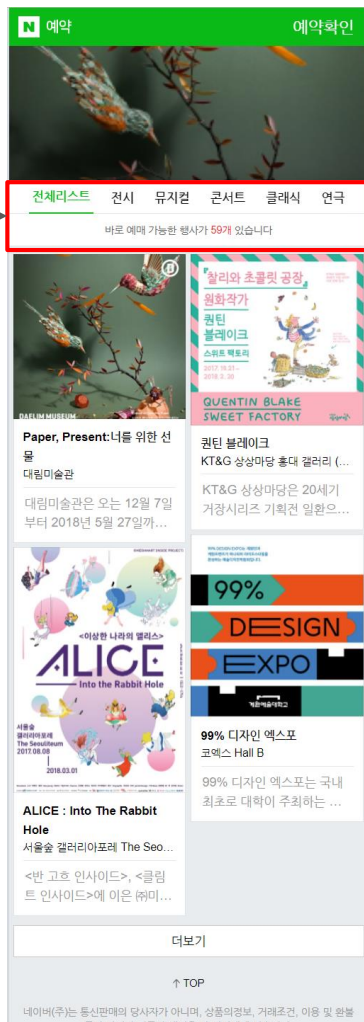 N 예약 예약확인
전체리스트 전시 뮤지컬 콘서트 클래식 연극
바로 예매 가능한 행사가 59개 있습니다
DAELIM MUSEUM
Paper, Present:너를 위한 선
물
대림미술관
대림미술관은 오는 12월 7일
부터 2018년 5월 27일까…
찰리와 초콜릿 공장
원화작가
퀀틴
블레이크
스위트 팩토리
2017.10.21-
2018.2.20
QUENTIN BLAKE
SWEET FACTORY
퀀틴 블레이크
KT&G 상상마당 홍대 갤러리 (…
KT&G 상상마당은 20세기
거장시리즈 기획전 일환으…
<이상한 나라의 앨리스>
ALICE
Into the Rabbit Hole
서울숲
갤러리아포레
The Seouliteum
2017.08.08
2018.03.01
ALICE : Into The Rabbit
Hole
서울숲 갤러리아포레 The Seo…
<반 고흐 인사이드>, <클림
트 인사이드>에 이은 ㈜미…
99%
DESIGN
EXPO
계원예술대학교
99% 디자인 엑스포
코엑스 Hall B
99% 디자인 엑스포는 국내
최초로 대학이 주최하는 …
더보기
↑ TOP
네이버(주)는 통신판매의 당사자가 아니며, 상품의정보, 거래조건, 이용 및 환불